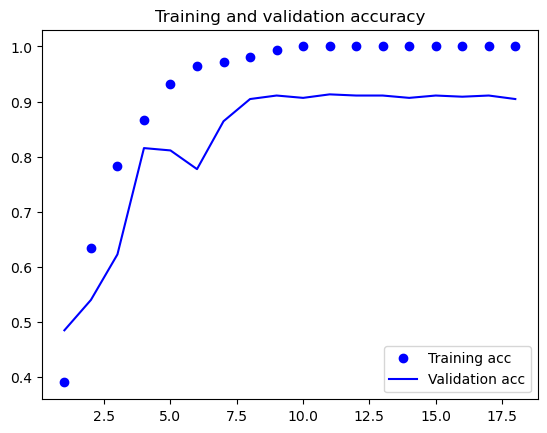 Training and validation accuracy
1.0
0.9
0.8
0.7
0.6
0.5
0.4
Training acc
Validation acc
2.5 5.0 7.5 10.0 12.5 15.0 17.5